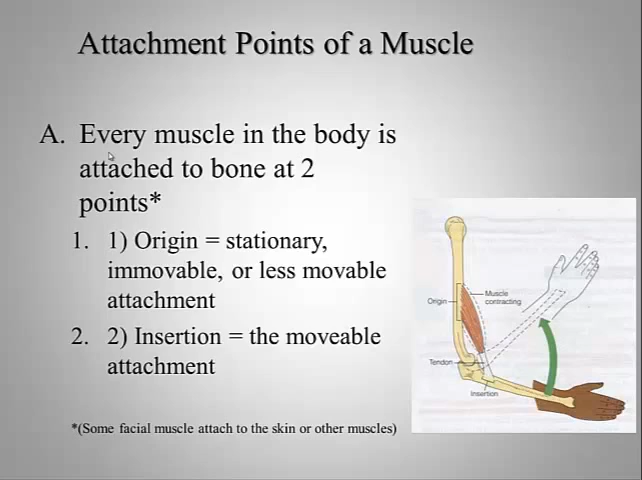 Attachment Points of a Muscle
A. Every muscle in the body is
attached to bone at 2
points*
1. 1) Origin = stationary,
immovable, or less movable
attachment
2. 2) Insertion = the moveable
attachment
*(Some facial muscle attach to the skin or other muscles)
Origin
Muscle
contracting
Tendon
Insertion